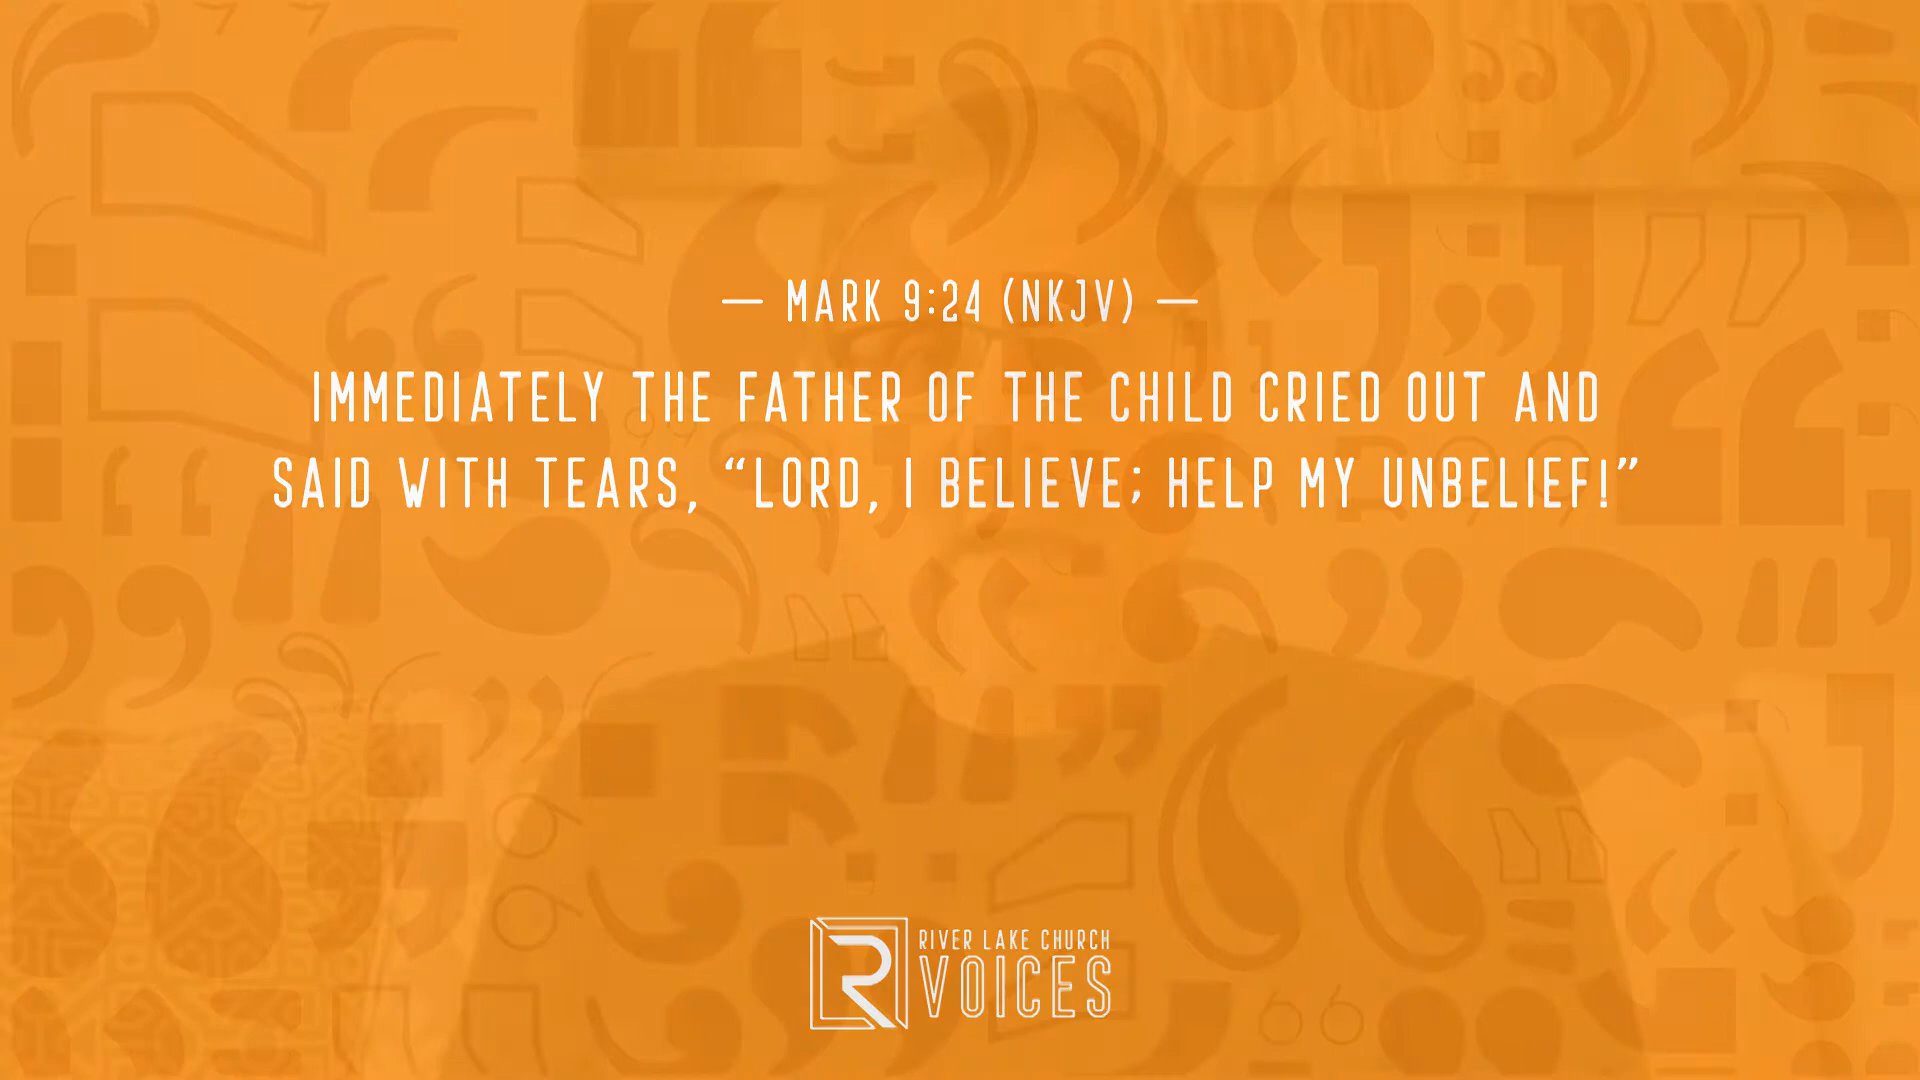 — MARK 9:24 (NKJV) —
IMMEDIATELY THE FATHER OF THE CHILD CRIED OUT AND
SAID WITH TEARS, “LORD, I BELIEVE; HELP MY UNBELIEF!”
R RIVER LAKE CHURCH
VOICES